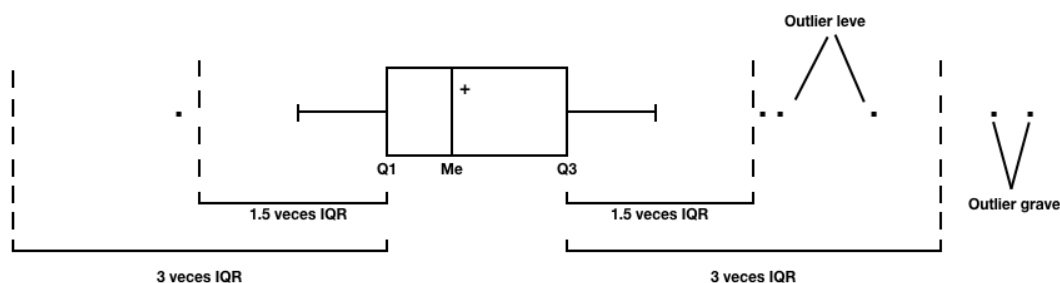 Outlier leve
+
Q1
Me
Q3
1.5 veces IQR
1.5 veces IQR
Outlier grave
3 veces IQR
3 veces IQR